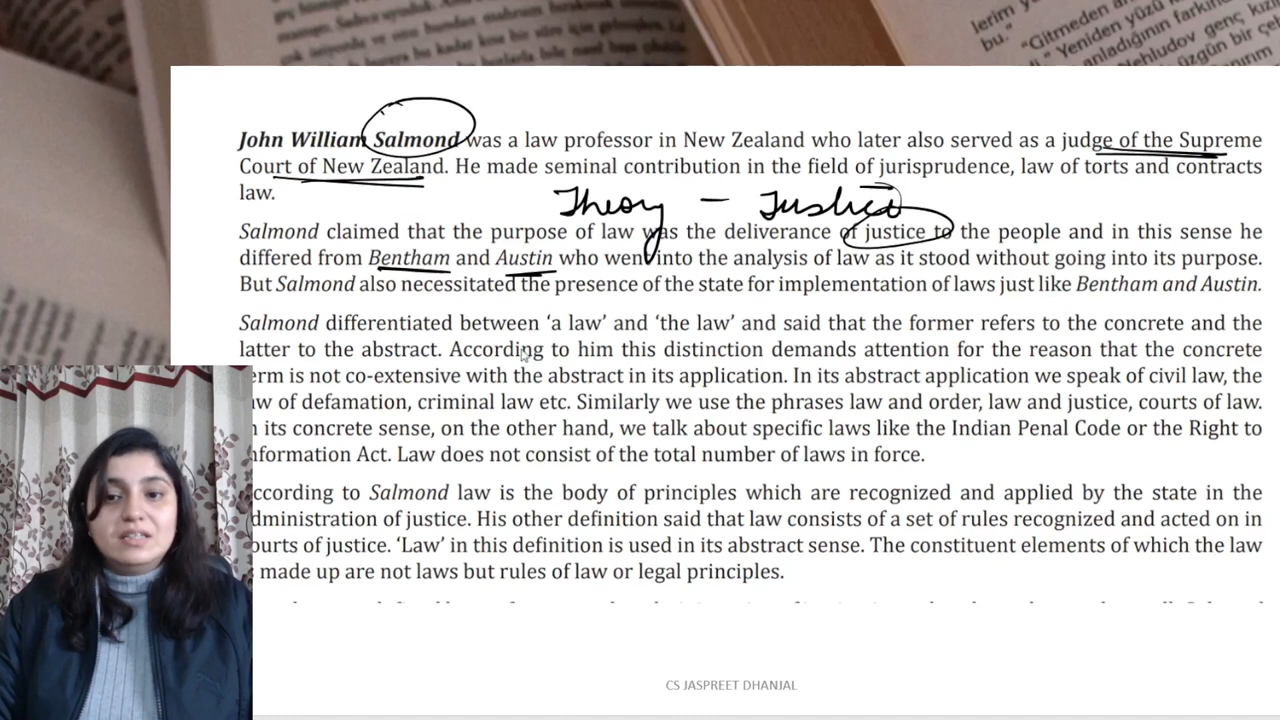 lerim
bu."
"Gitmeden
Yeniden yüzü
anladığının
Nehludov genç
özgün bir
John William Salmond was a law professor in New Zealand who later also served as a judge of the Supreme
Court of New Zealand. He made seminal contribution in the field of jurisprudence, law of torts and contracts
law.
Theory – Justice
Salmond claimed that the purpose of law was the deliverance of justice to the people and in this sense he
differed from Bentham and Austin who went into the analysis of law as it stood without going into its purpose.
But Salmond also necessitated the presence of the state for implementation of laws just like Bentham and Austin.
Salmond differentiated between ‘a law’ and ‘the law’ and said that the former refers to the concrete and the
latter to the abstract. According to him this distinction demands attention for the reason that the concrete
erm is not co-extensive with the abstract in its application. In its abstract application we speak of civil law, the
aw of defamation, criminal law etc. Similarly we use the phrases law and order, law and justice, courts of law.
n its concrete sense, on the other hand, we talk about specific laws like the Indian Penal Code or the Right to
nformation Act. Law does not consist of the total number of laws in force.
ccording to Salmond law is the body of principles which are recognized and applied by the state in the
dministration of justice. His other definition said that law consists of a set of rules recognized and acted on in
ourts of justice. ‘Law’ in this definition is used in its abstract sense. The constituent elements of which the law
made up are not laws but rules of law or legal principles.
CS JASPREET DHANJAL